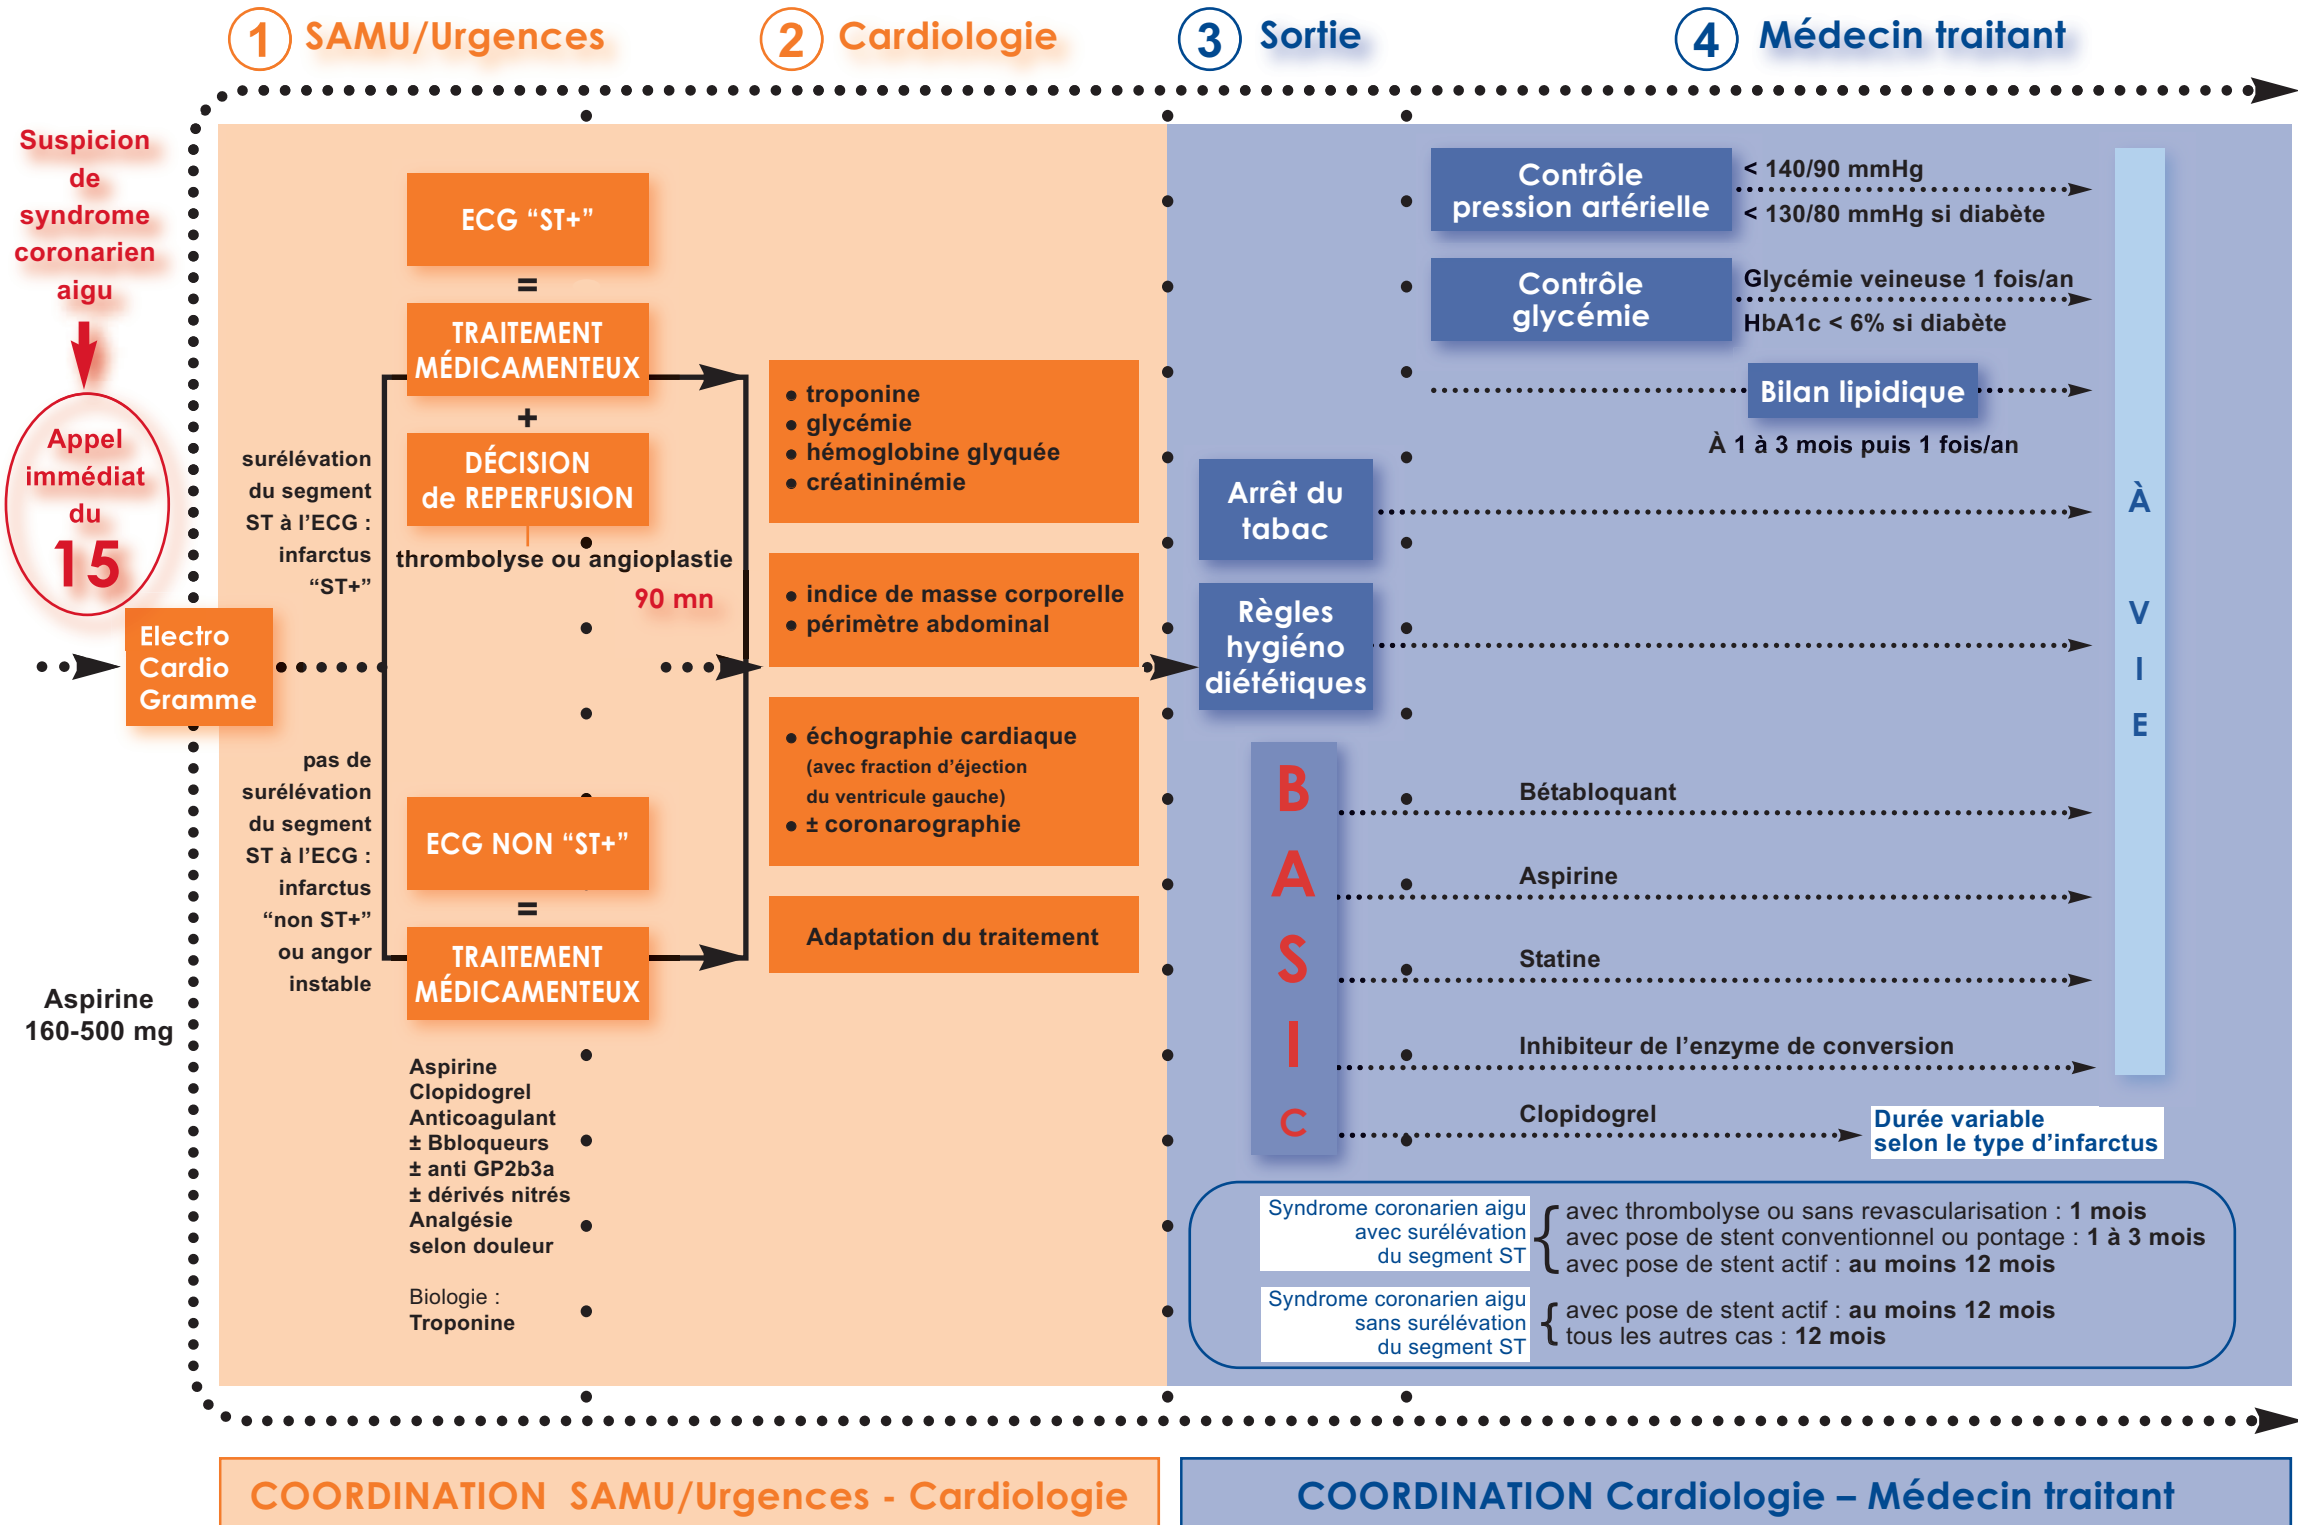 1 SAMU/Urgences
2 Cardiologie
3 Sortie
4 Médecin traitant
Suspicion
de
syndrome
coronarien
aigu
Appel
immédiat
du
15
Electro
Cardio
Gramme
Aspirine
160-500 mg
surélévation
du segment
ST à l'ECG :
infarctus
“ST+”
pas de
surélévation
du segment
ST à l'ECG :
infarctus
“non ST+”
ou angor
instable
ECG “ST+”
=
TRAITEMENT
MÉDICAMENTEUX
+
DÉCISION
de REPERFUSION
thrombolyse ou angioplastie
90 mn
ECG NON “ST+”
=
TRAITEMENT
MÉDICAMENTEUX
Aspirine
Clopidogrel
Anticoagulant
± Bbloqueurs
± anti GP2b3a
± dérivés nitrés
Analgésie
selon douleur
Biologie :
Troponine
• troponine
• glycémie
• hémoglobine glyquée
• créatininémie
• indice de masse corporelle
• périmètre abdominal
• échographie cardiaque
(avec fraction d'éjection
du ventricule gauche)
• ± coronarographie
Adaptation du traitement
Contrôle
pression artérielle
< 140/90 mmHg
< 130/80 mmHg si diabète
Contrôle
glycémie
Glycémie veineuse 1 fois/an
HbA1c < 6% si diabète
Bilan lipidique
À 1 à 3 mois puis 1 fois/an
Arrêt du
tabac
Règles
hygiéno
diététiques
B
A
S
I
C
Bétabloquant
Aspirine
Statine
Inhibiteur de l'enzyme de conversion
Clopidogrel
Durée variable
selon le type d'infarctus
À
V
I
E
Syndrome coronarien aigu
avec surélévation
du segment ST
avec thrombolyse ou sans revascularisation : 1 mois
avec pose de stent conventionnel ou pontage : 1 à 3 mois
avec pose de stent actif : au moins 12 mois
Syndrome coronarien aigu
sans surélévation
du segment ST
avec pose de stent actif : au moins 12 mois
tous les autres cas : 12 mois
COORDINATION SAMU/Urgences - Cardiologie
COORDINATION Cardiologie – Médecin traitant